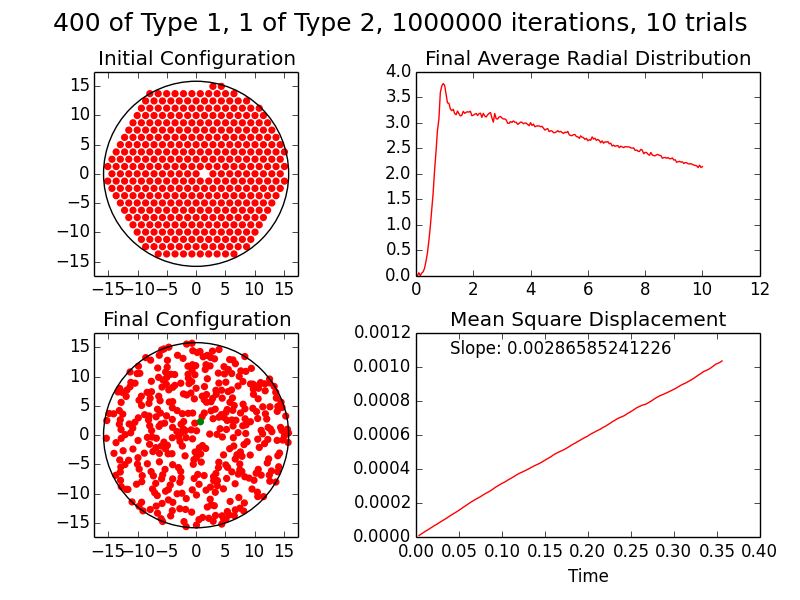 400 of Type 1, 1 of Type 2, 1000000 iterations, 10 trials
Initial Configuration
15
10
5
0
−5
−10
−15
−15 −10 −5 0 5 10 15
Final Average Radial Distribution
4.0
3.5
3.0
2.5
2.0
1.5
1.0
0.5
0.0
0 2 4 6 8 10 12
Final Configuration
15
10
5
0
−5
−10
−15
−15 −10 −5 0 5 10 15
Mean Square Displacement
0.0012
Slope: 0.00286585241226
0.0010
0.0008
0.0006
0.0004
0.0002
0.0000
0.00 0.05 0.10 0.15 0.20 0.25 0.30 0.35 0.40
Time